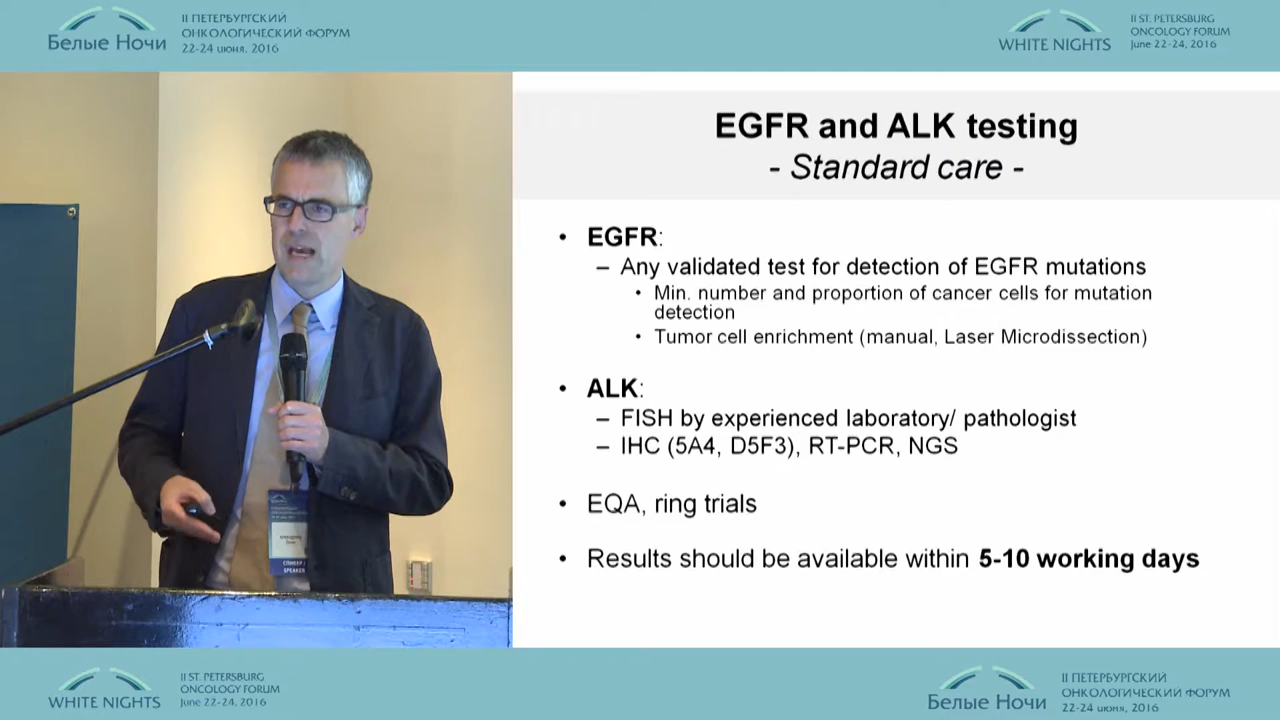 Белые Ночи
II ПЕТЕРБУРГСКИЙ
ОНКОЛОГИЧЕСКИЙ ФОРУМ
22-24 июня, 2016
WHITE NIGHTS
II ST. PETERSBURG
ONCOLOGY FORUM
June 22-24, 2016
EGFR and ALK testing
- Standard care -
• EGFR:
– Any validated test for detection of EGFR mutations
• Min. number and proportion of cancer cells for mutation
detection
• Tumor cell enrichment (manual, Laser Microdissection)
• ALK:
– FISH by experienced laboratory/ pathologist
– IHC (5A4, D5F3), RT-PCR, NGS
• EQA, ring trials
• Results should be available within 5-10 working days
СПИКЕР /
SPEAKER
WHITE NIGHTS
II ST. PETERSBURG
ONCOLOGY FORUM
June 22-24, 2016
Белые Ночи
II ПЕТЕРБУРГСКИЙ
ОНКОЛОГИЧЕСКИЙ ФОРУМ
22-24 июня, 2016